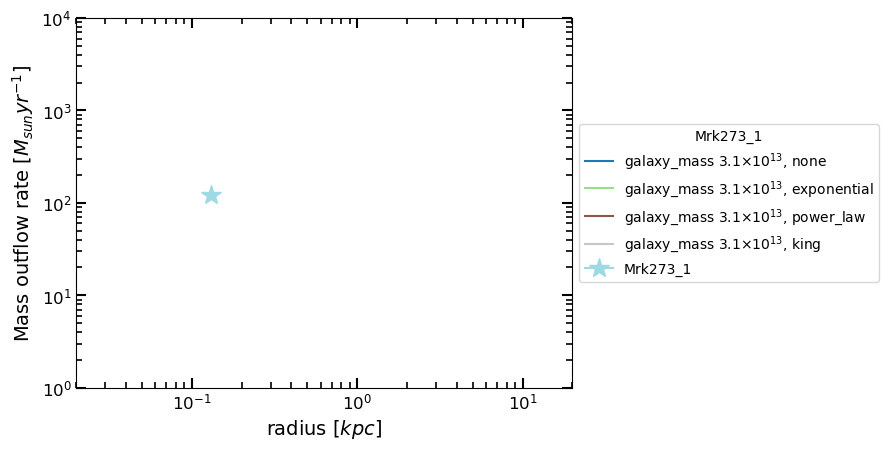 10⁴
10³
10²
10¹
10⁰
Mass outflow rate [M_sun yr⁻¹]
10⁻¹
10⁰
10¹
radius [kpc]
Mrk273_1
galaxy_mass 3.1×10¹³, none
galaxy_mass 3.1×10¹³, exponential
galaxy_mass 3.1×10¹³, power_law
galaxy_mass 3.1×10¹³, king
Mrk273_1